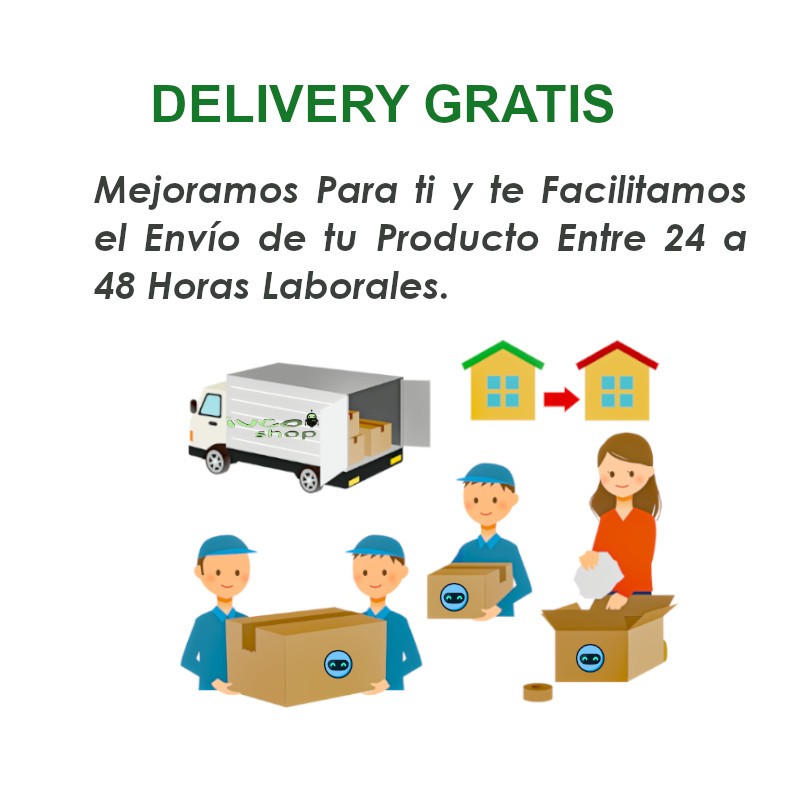 DELIVERY GRATIS
Mejoramos Para ti y te Facilitamos
el Envío de tu Producto Entre 24 a
48 Horas Laborales.
shop